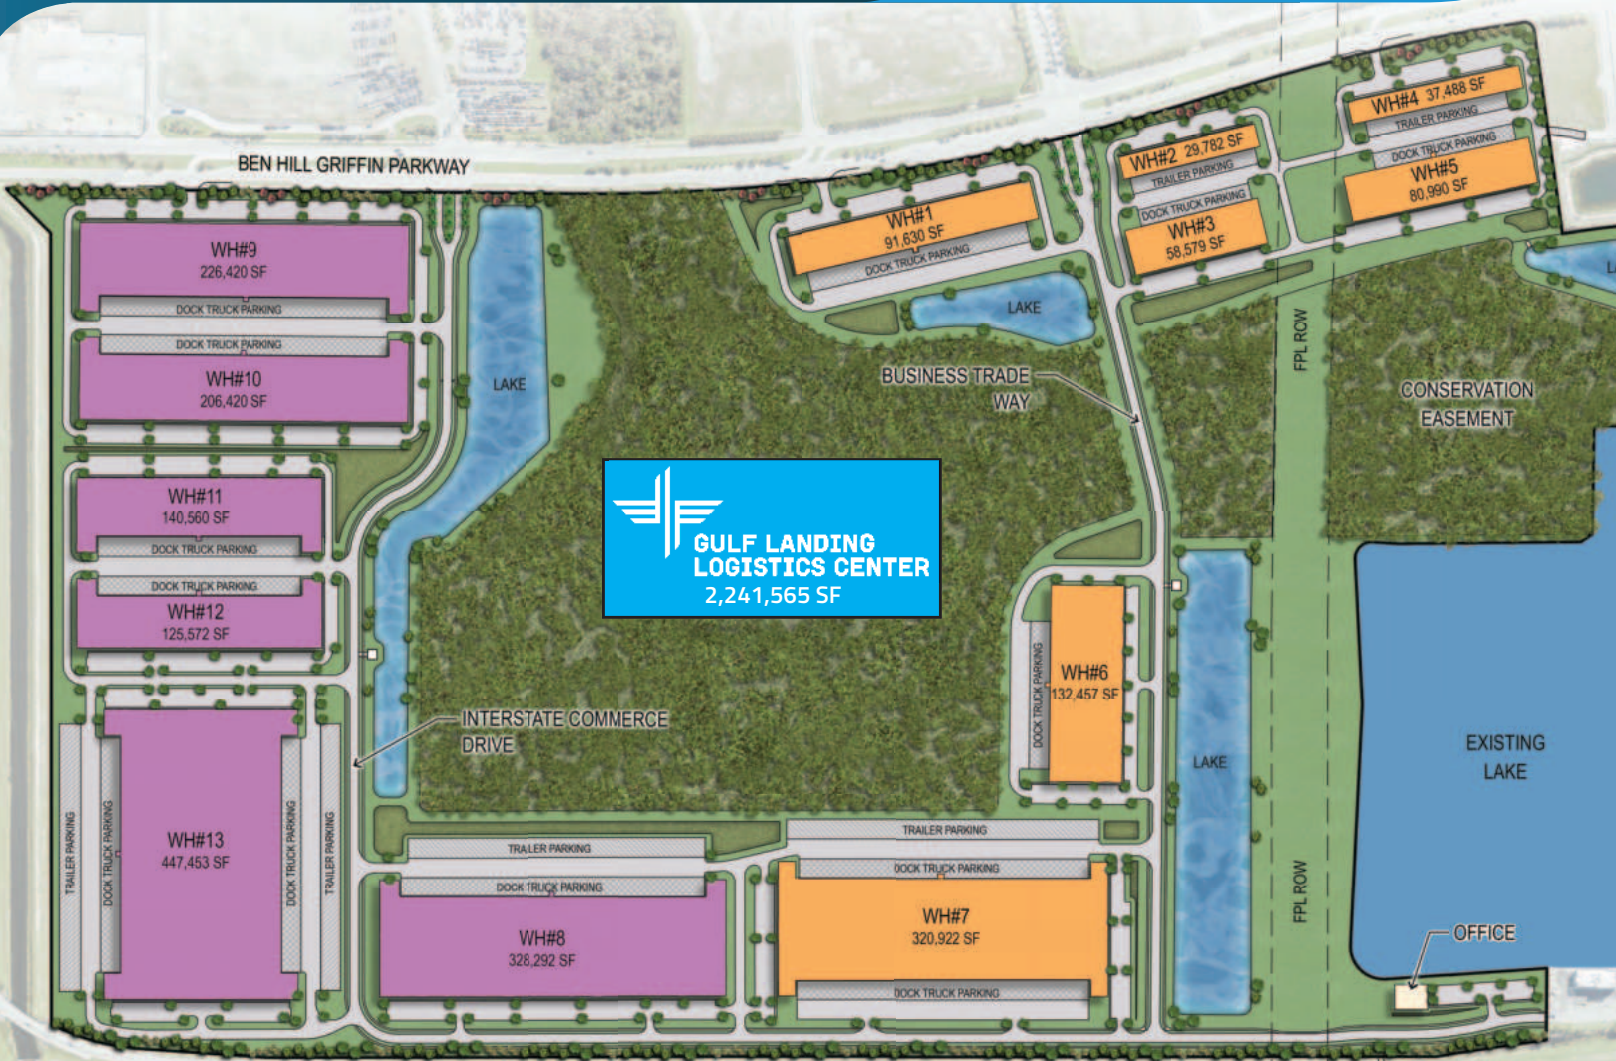 BEN HILL GRIFFIN PARKWAY
WH#4 37,488 SF
TRAILER PARKING
DOCK TRUCK PARKING
WH#5
80,990 SF
WH#2 29,782 SF
TRAILER PARKING
DOCK TRUCK PARKING
WH#3
58,579 SF
WH#1
91,630 SF
DOCK TRUCK PARKING
WH#9
226,420 SF
DOCK TRUCK PARKING
DOCK TRUCK PARKING
WH#10
206,420 SF
LAKE
LAKE
FPL ROW
BUSINESS TRADE
WAY
CONSERVATION
EASEMENT
WH#11
140,560 SF
DOCK TRUCK PARKING
DOCK TRUCK PARKING
WH#12
125,572 SF
GULF LANDING
LOGISTICS CENTER
2,241,565 SF
WH#6
132,457 SF
DOCK TRUCK PARKING
INTERSTATE COMMERCE
DRIVE
LAKE
EXISTING
LAKE
WH#13
447,453 SF
TRAILER PARKING
DOCK TRUCK PARKING
DOCK TRUCK PARKING
TRAILER PARKING
TRAILER PARKING
DOCK TRUCK PARKING
WH#8
328,292 SF
TRAILER PARKING
DOCK TRUCK PARKING
WH#7
320,922 SF
DOCK TRUCK PARKING
FPL ROW
OFFICE